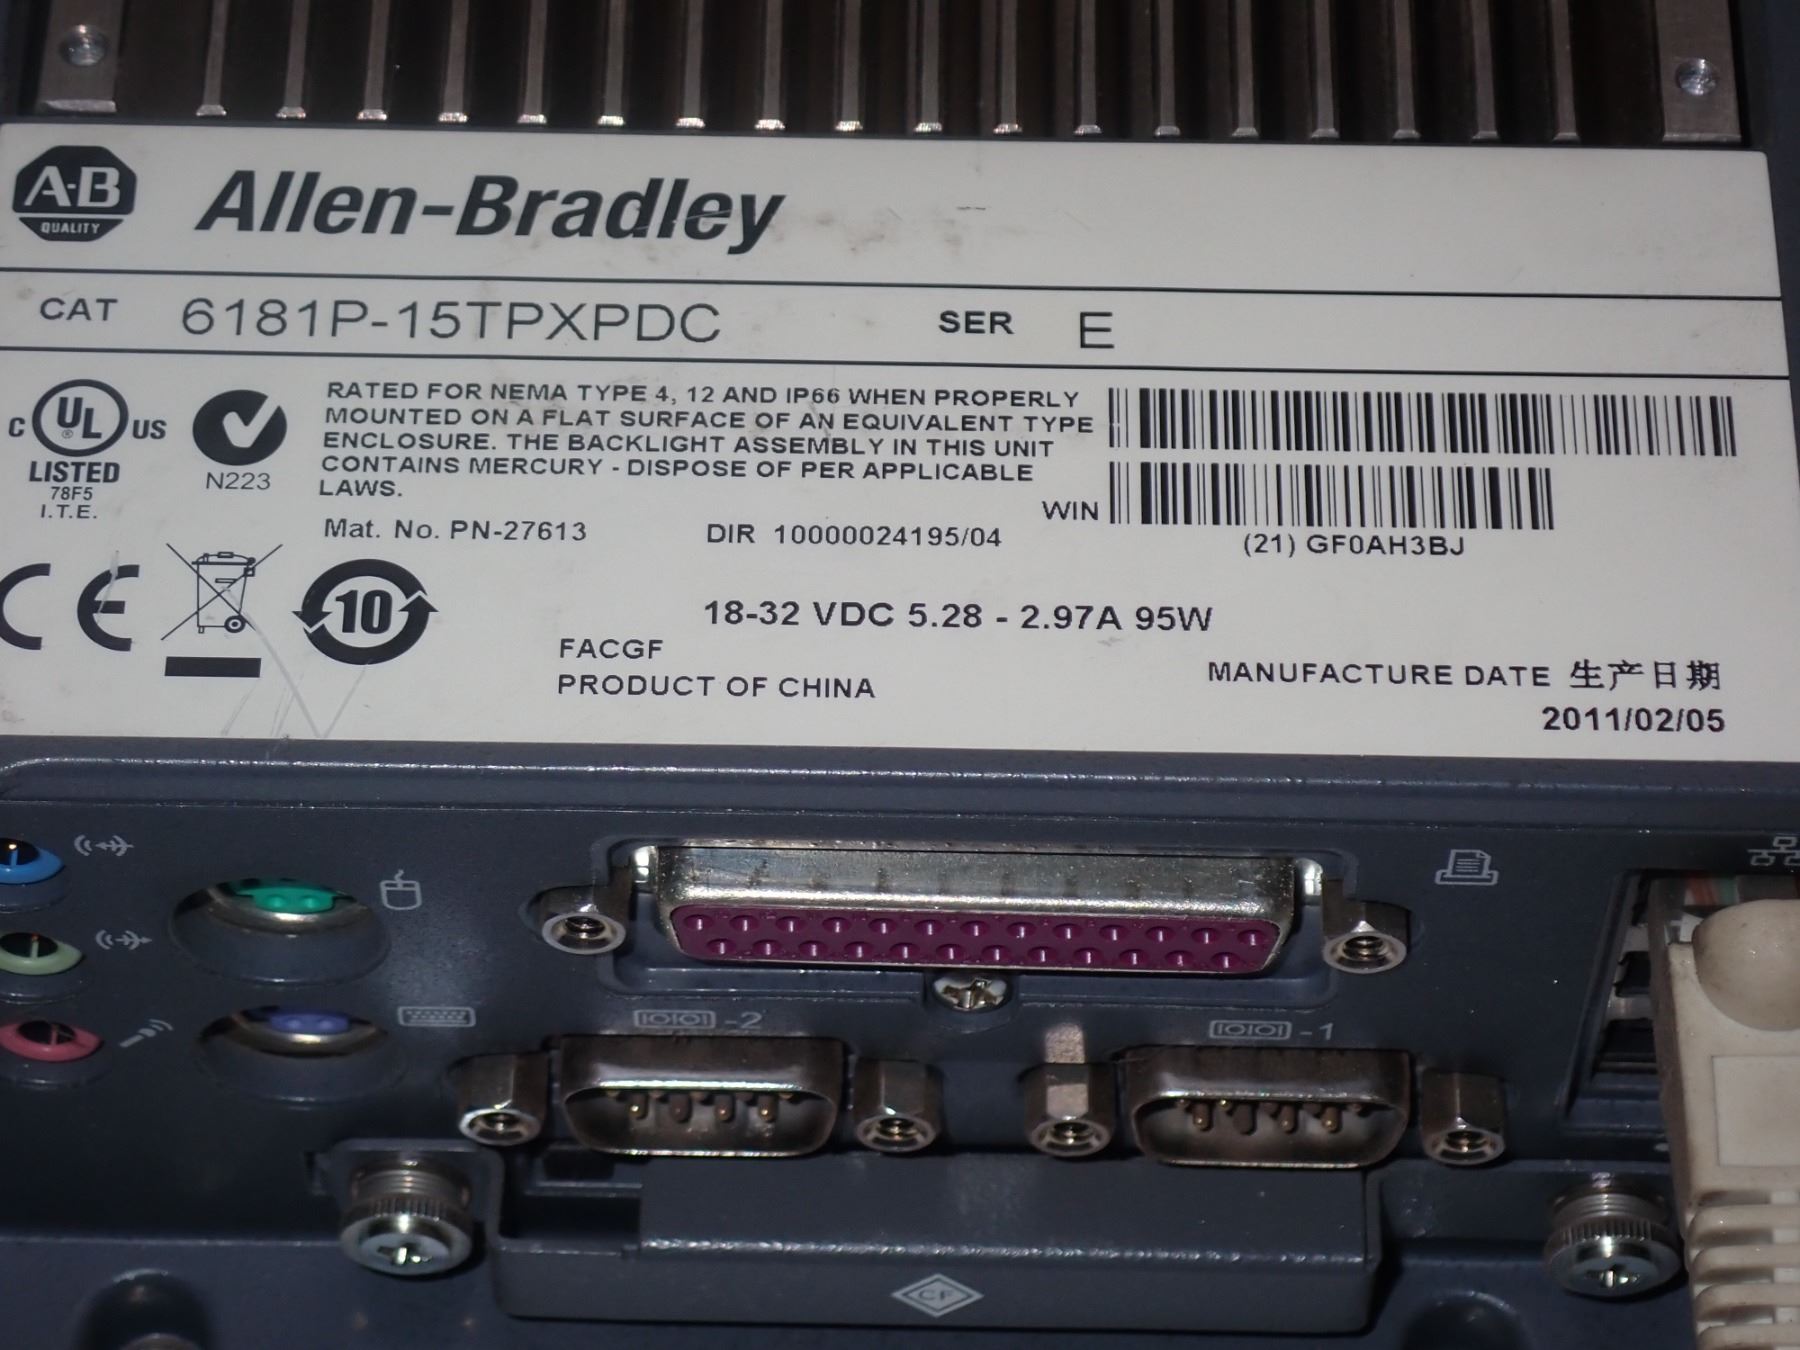 A-B
QUALITY
Allen-Bradley
CAT 6181P-15TPXPDC SER E
C UL US
LISTED
78F5
I.T.E.
N223
RATED FOR NEMA TYPE 4, 12 AND IP66 WHEN PROPERLY
MOUNTED ON A FLAT SURFACE OF AN EQUIVALENT TYPE
ENCLOSURE. THE BACKLIGHT ASSEMBLY IN THIS UNIT
CONTAINS MERCURY - DISPOSE OF PER APPLICABLE
LAWS.
WIN
Mat. No. PN-27613 DIR 10000024195/04
(21) GF0AH3BJ
CE
10
18-32 VDC 5.28 - 2.97A 95W
FACGF
PRODUCT OF CHINA
MANUFACTURE DATE 生产日期
2011/02/05
IOIOI -2
IOIOI -1
CF